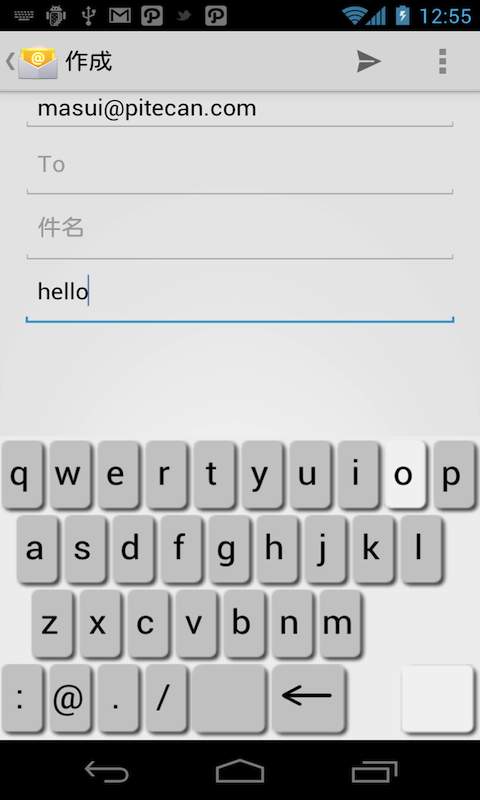 12:55
作成
masui@pitecan.com
To
件名
hello
q w e r t y u i o p
a s d f g h j k l
z x c v b n m
: @ . / ←